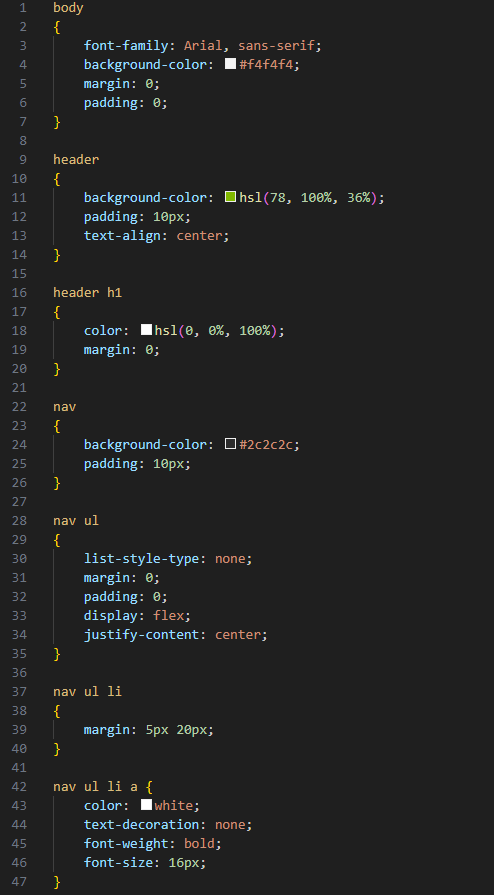 1 body
2 {
3     font-family: Arial, sans-serif;
4     background-color: #f4f4f4;
5     margin: 0;
6     padding: 0;
7 }
8
9 header
10 {
11     background-color: hsl(78, 100%, 36%);
12     padding: 10px;
13     text-align: center;
14 }
15
16 header h1
17 {
18     color: hsl(0, 0%, 100%);
19     margin: 0;
20 }
21
22 nav
23 {
24     background-color: #2c2c2c;
25     padding: 10px;
26 }
27
28 nav ul
29 {
30     list-style-type: none;
31     margin: 0;
32     padding: 0;
33     display: flex;
34     justify-content: center;
35 }
36
37 nav ul li
38 {
39     margin: 5px 20px;
40 }
41
42 nav ul li a {
43     color: white;
44     text-decoration: none;
45     font-weight: bold;
46     font-size: 16px;
47 }